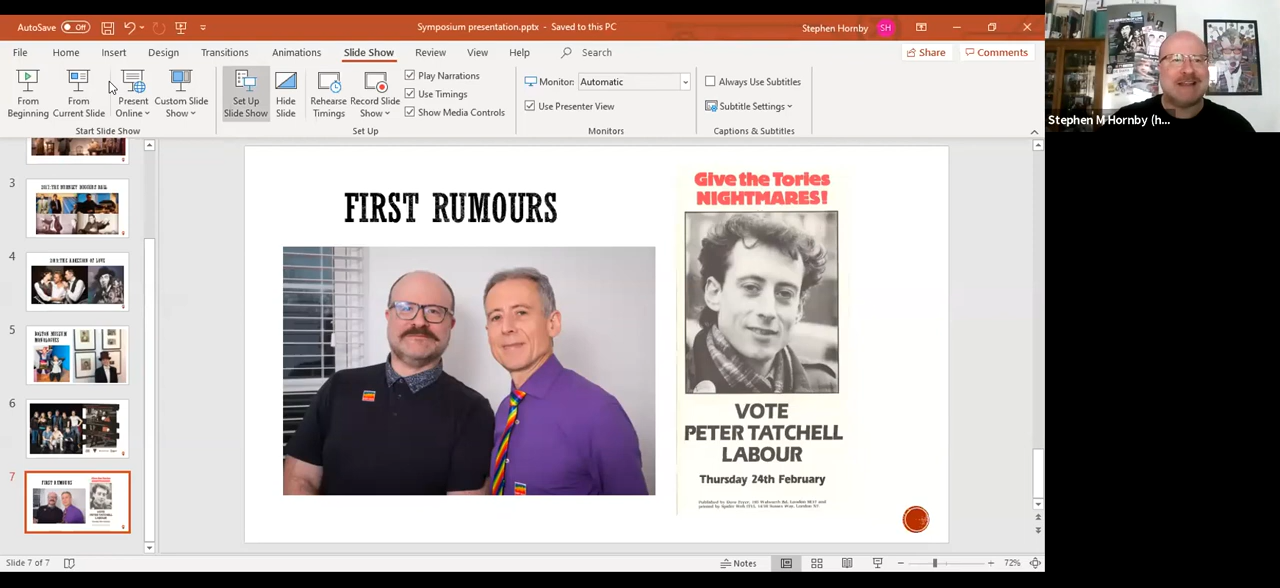 AutoSave Off
Symposium presentation.pptx - Saved to this PC
Stephen Hornby SH
File Home Insert Design Transitions Animations Slide Show Review View Help Search
Share Comments
From Beginning
From Current Slide
Present Online
Custom Slide Show
Start Slide Show
Set Up Slide Show
Hide Slide
Rehearse Timings
Record Slide Show
Play Narrations
Use Timings
Show Media Controls
Set Up
Monitor: Automatic
Use Presenter View
Monitors
Always Use Subtitles
Subtitle Settings
Captions & Subtitles
Stephen M Hornby (h...
3
4
5
DALTON MUSEUM
MONOLOGUES
6
7
FIRST RUMOURS
FIRST RUMOURS
Give the Tories
NIGHTMARES!
VOTE
PETER TATCHELL
LABOUR
Thursday 24th February
Slide 7 of 7
Notes
72%